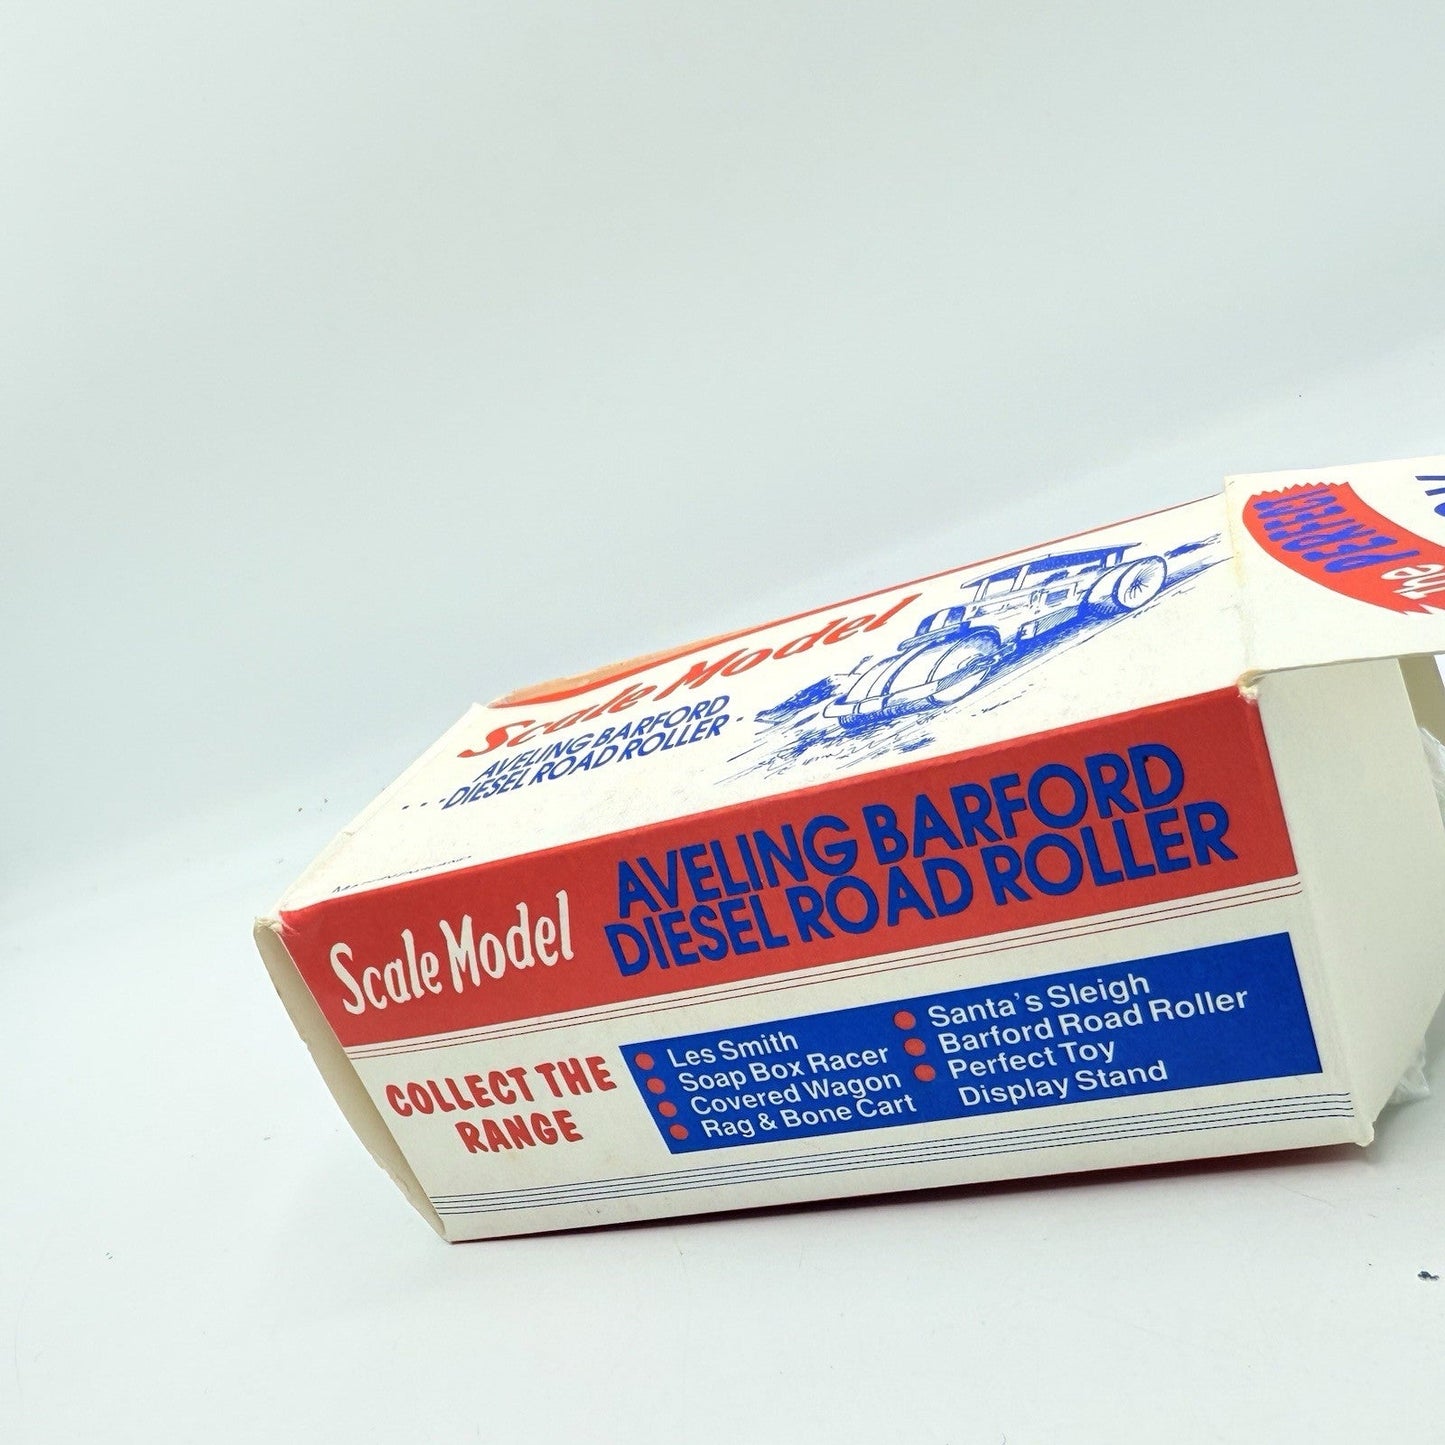 Scale Model
AVELING BARFORD
DIESEL ROAD ROLLER
The
PERFECT
Scale Model
AVELING BARFORD
DIESEL ROAD ROLLER
COLLECT THE
RANGE
Les Smith
Soap Box Racer
Covered Wagon
Rag & Bone Cart
Santa's Sleigh
Barford Road Roller
Perfect Toy
Display Stand